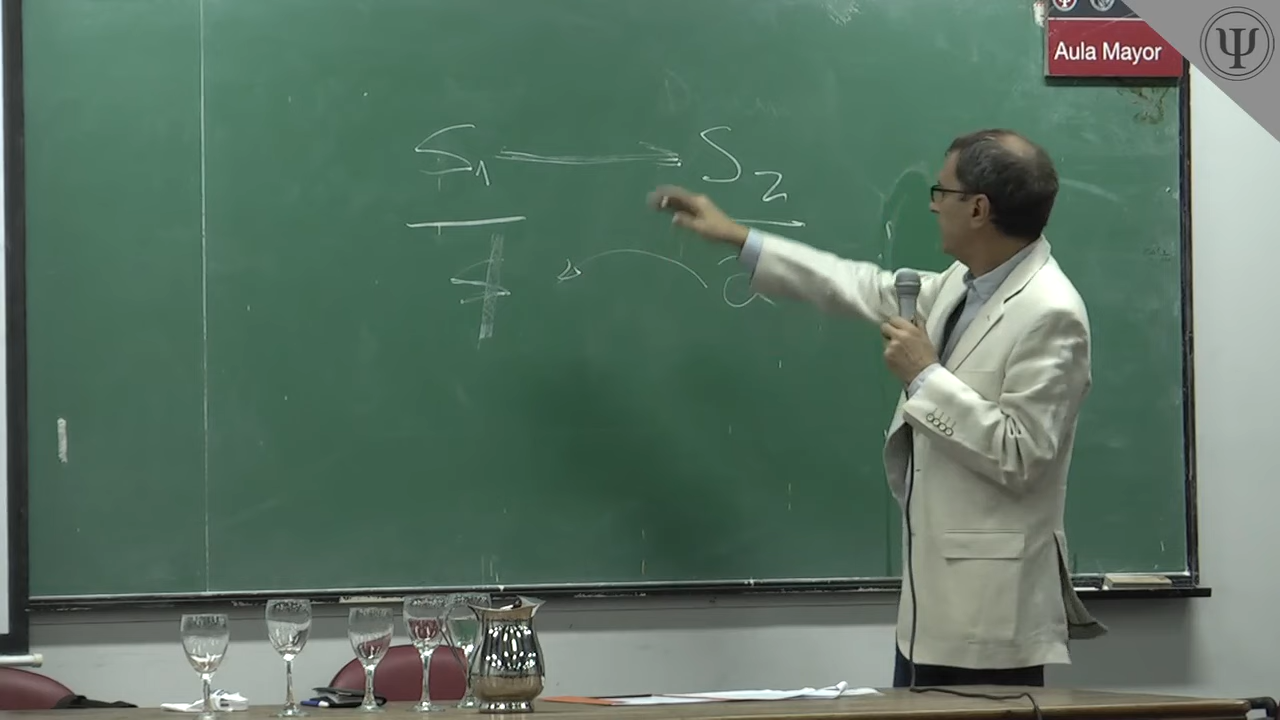 Aula Mayor
Ψ
S₁ → S₂
a